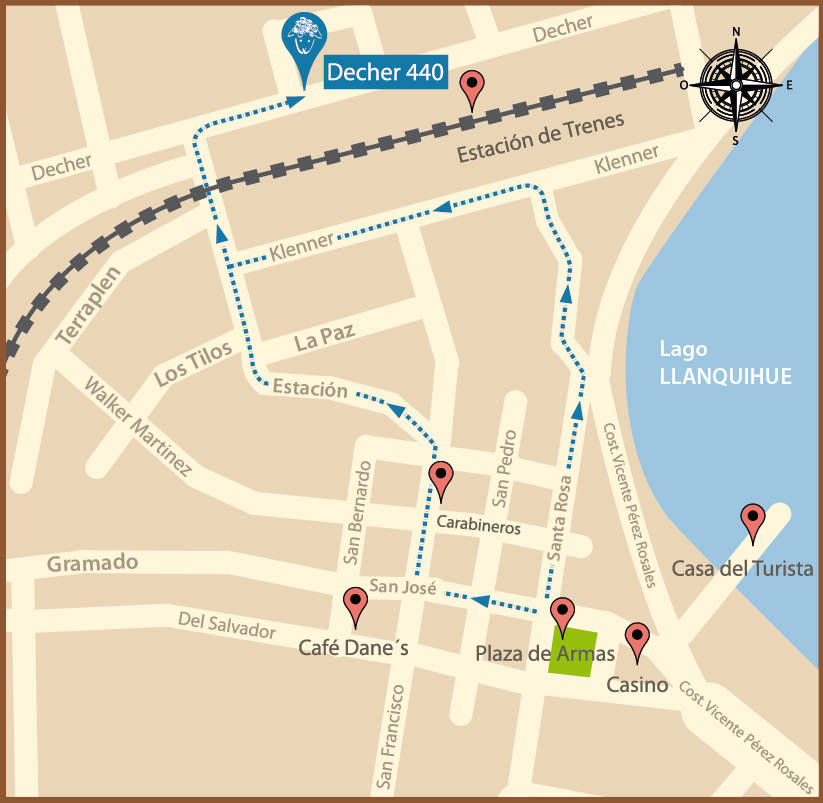 N
Decher
Decher 440
O
E
Estación de Trenes
S
Klenner
Decher
Klenner
Terraplen
La Paz
Lago
LLANQUIHUE
Los Tilos
Estación
Walker Martinez
San Pedro
San Bernardo
Santa Rosa
Cost. Vicente Pérez Rosales
Carabineros
Gramado
Casa del Turista
San José
Del Salvador
Café Dane´s
Plaza de Armas
Casino
San Francisco
Cost. Vicente Pérez Rosales